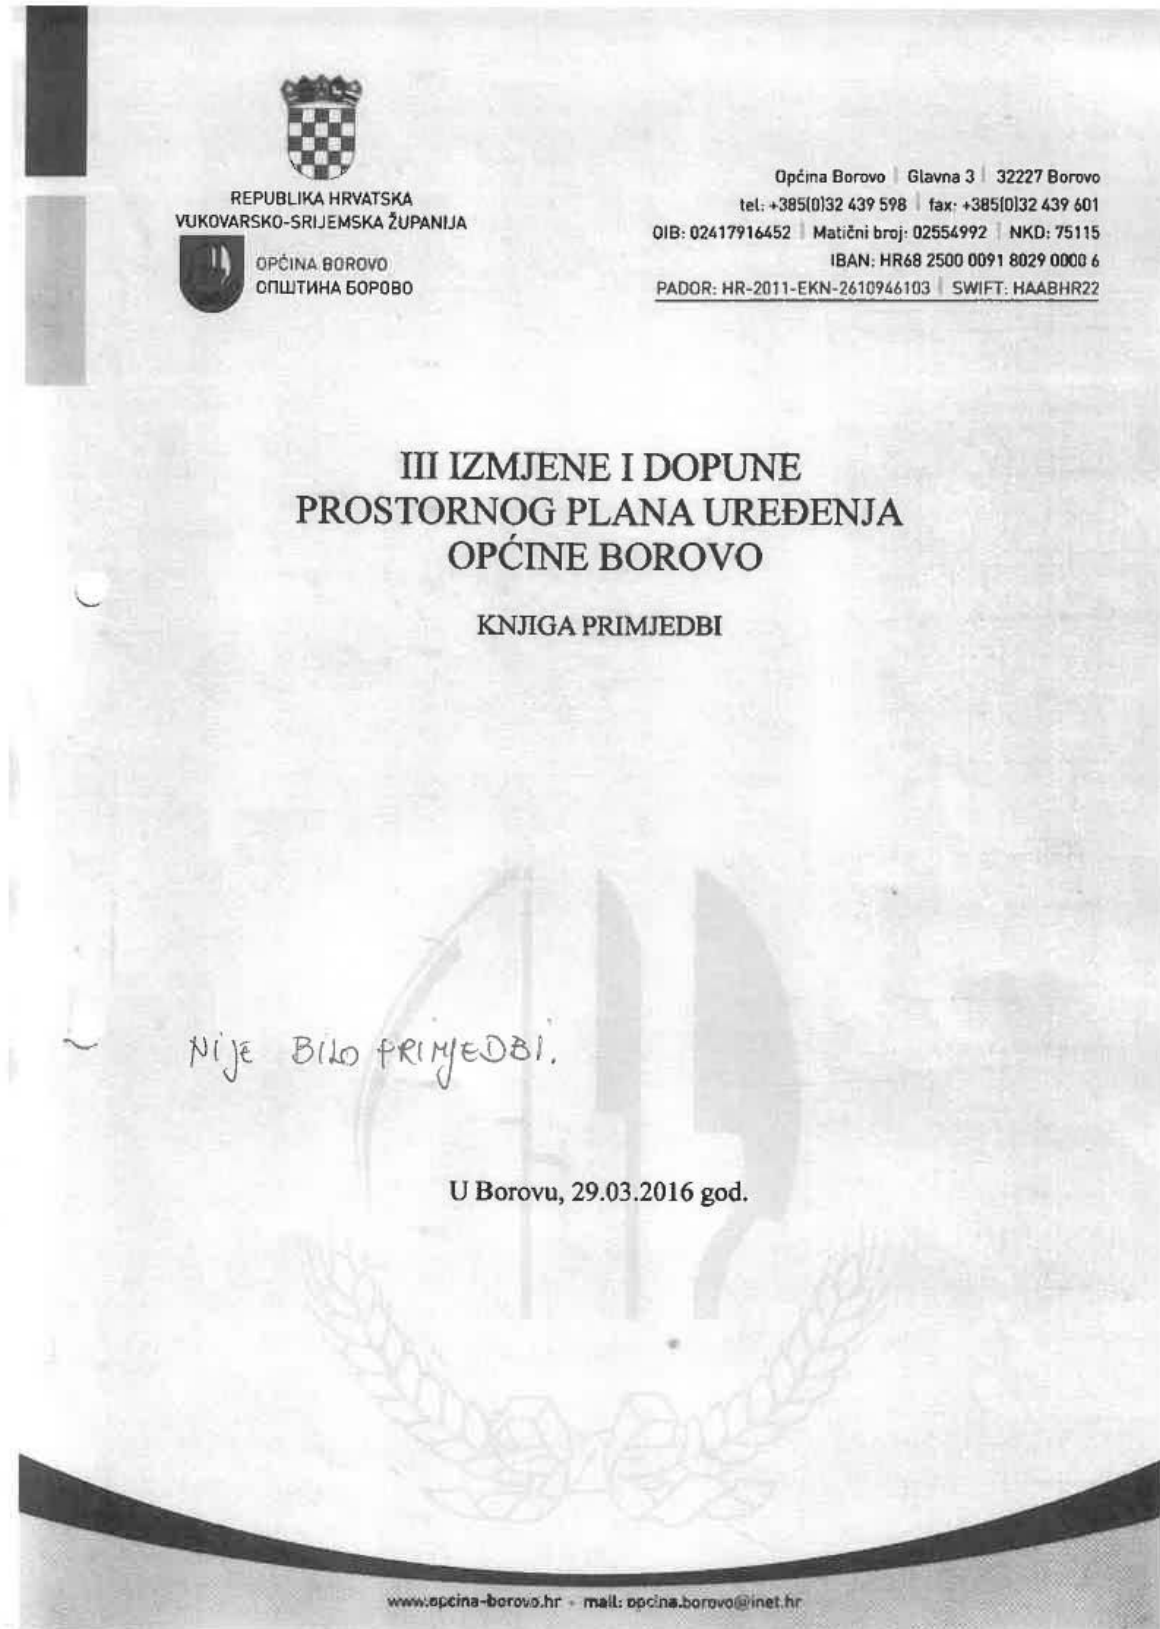 REPUBLIKA HRVATSKA
VUKOVARSKO-SRIJEMSKA ŽUPANIJA
OPĆINA BOROVO
ОПШТИНА БОРОВО
Općina Borovo | Glavna 3 | 32227 Borovo
tel: +385(0)32 439 598 | fax: +385(0)32 439 601
OIB: 02417916452 | Matični broj: 02554992 | NKD: 75115
IBAN: HR68 2500 0091 8029 0000 6
PADOR: HR-2011-EKN-2610946103 | SWIFT: HAABHR22
III IZMJENE I DOPUNE
PROSTORNOG PLANA UREĐENJA
OPĆINE BOROVO
KNJIGA PRIMJEDBI
NIJE BILO PRIMJEDBI.
U Borovu, 29.03.2016 god.
www.opcina-borovo.hr - mail: opcina.borovo@inet.hr